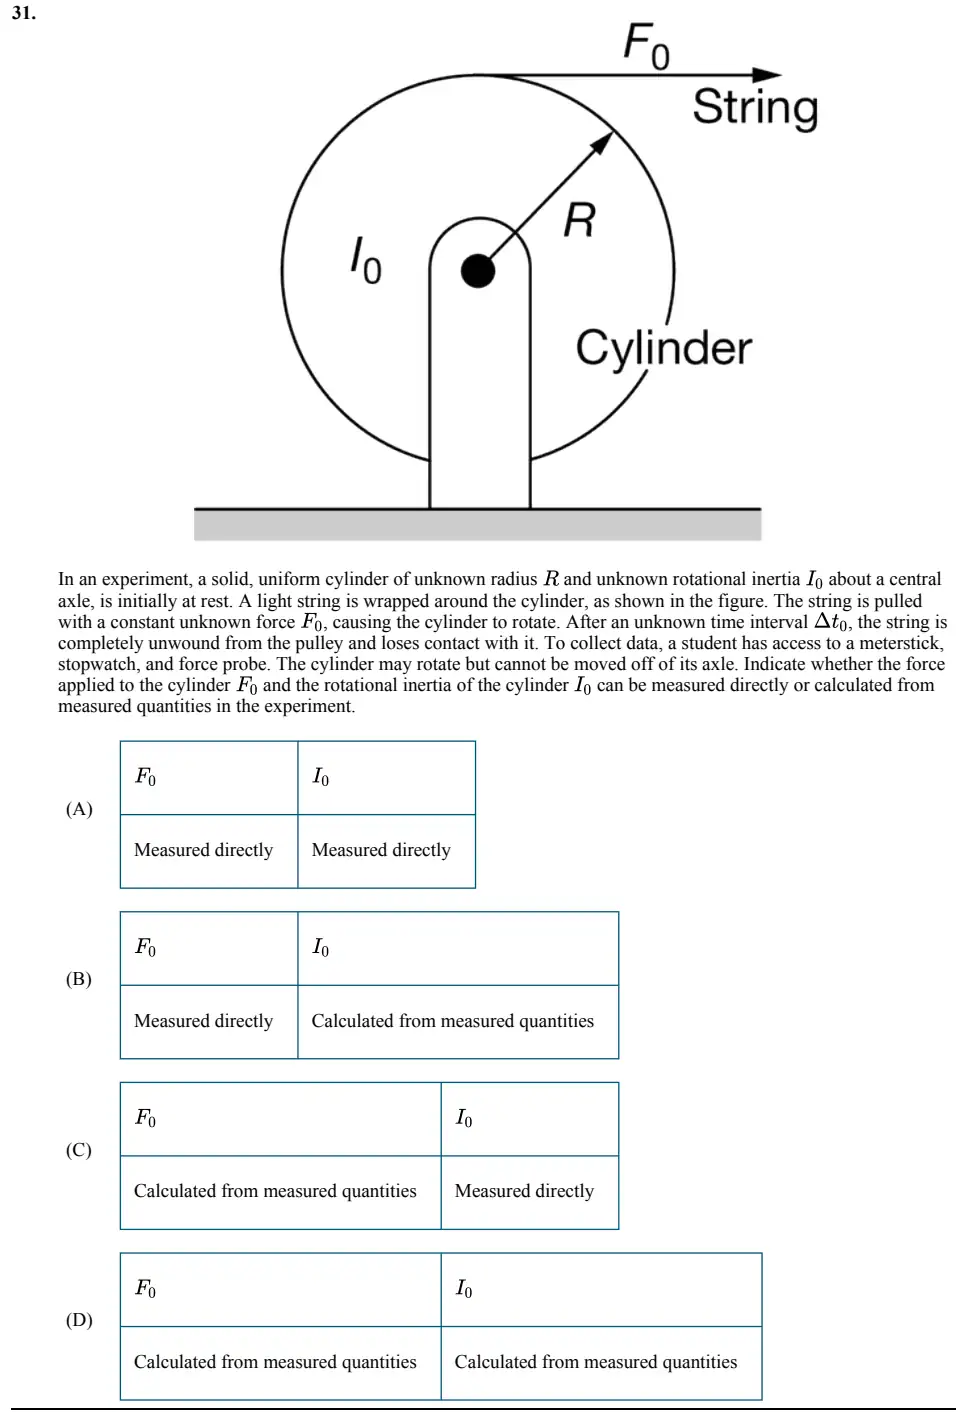 31.
F₀
String
R
I₀
Cylinder
In an experiment, a solid, uniform cylinder of unknown radius R and unknown rotational inertia I₀ about a central
axle, is initially at rest. A light string is wrapped around the cylinder, as shown in the figure. The string is pulled
with a constant unknown force F₀, causing the cylinder to rotate. After an unknown time interval Δt₀, the string is
completely unwound from the pulley and loses contact with it. To collect data, a student has access to a meterstick,
stopwatch, and force probe. The cylinder may rotate but cannot be moved off of its axle. Indicate whether the force
applied to the cylinder F₀ and the rotational inertia of the cylinder I₀ can be measured directly or calculated from
measured quantities in the experiment.
(A)
F₀ I₀
Measured directly Measured directly
(B)
F₀ I₀
Measured directly Calculated from measured quantities
(C)
F₀ I₀
Calculated from measured quantities Measured directly
(D)
F₀ I₀
Calculated from measured quantities Calculated from measured quantities